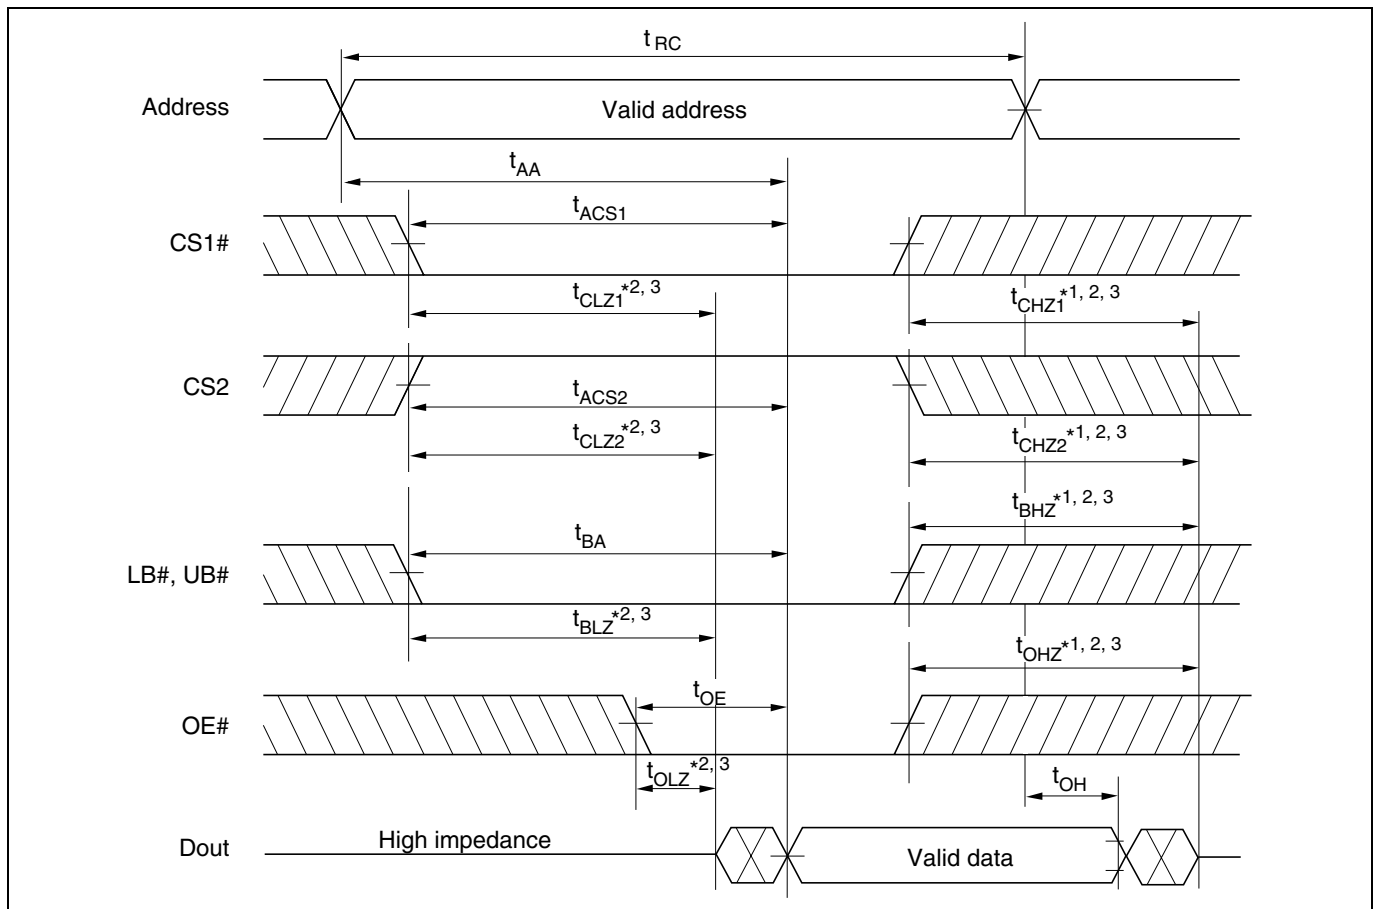 t RC
Address
Valid address
tAA
tACS1
CS1#
tCLZ1*2, 3
tCHZ1*1, 2, 3
CS2
tACS2
tCLZ2*2, 3
tCHZ2*1, 2, 3
tBHZ*1, 2, 3
tBA
LB#, UB#
tBLZ*2, 3
tOHZ*1, 2, 3
tOE
OE#
tOLZ*2, 3
tOH
Dout
High impedance
Valid data